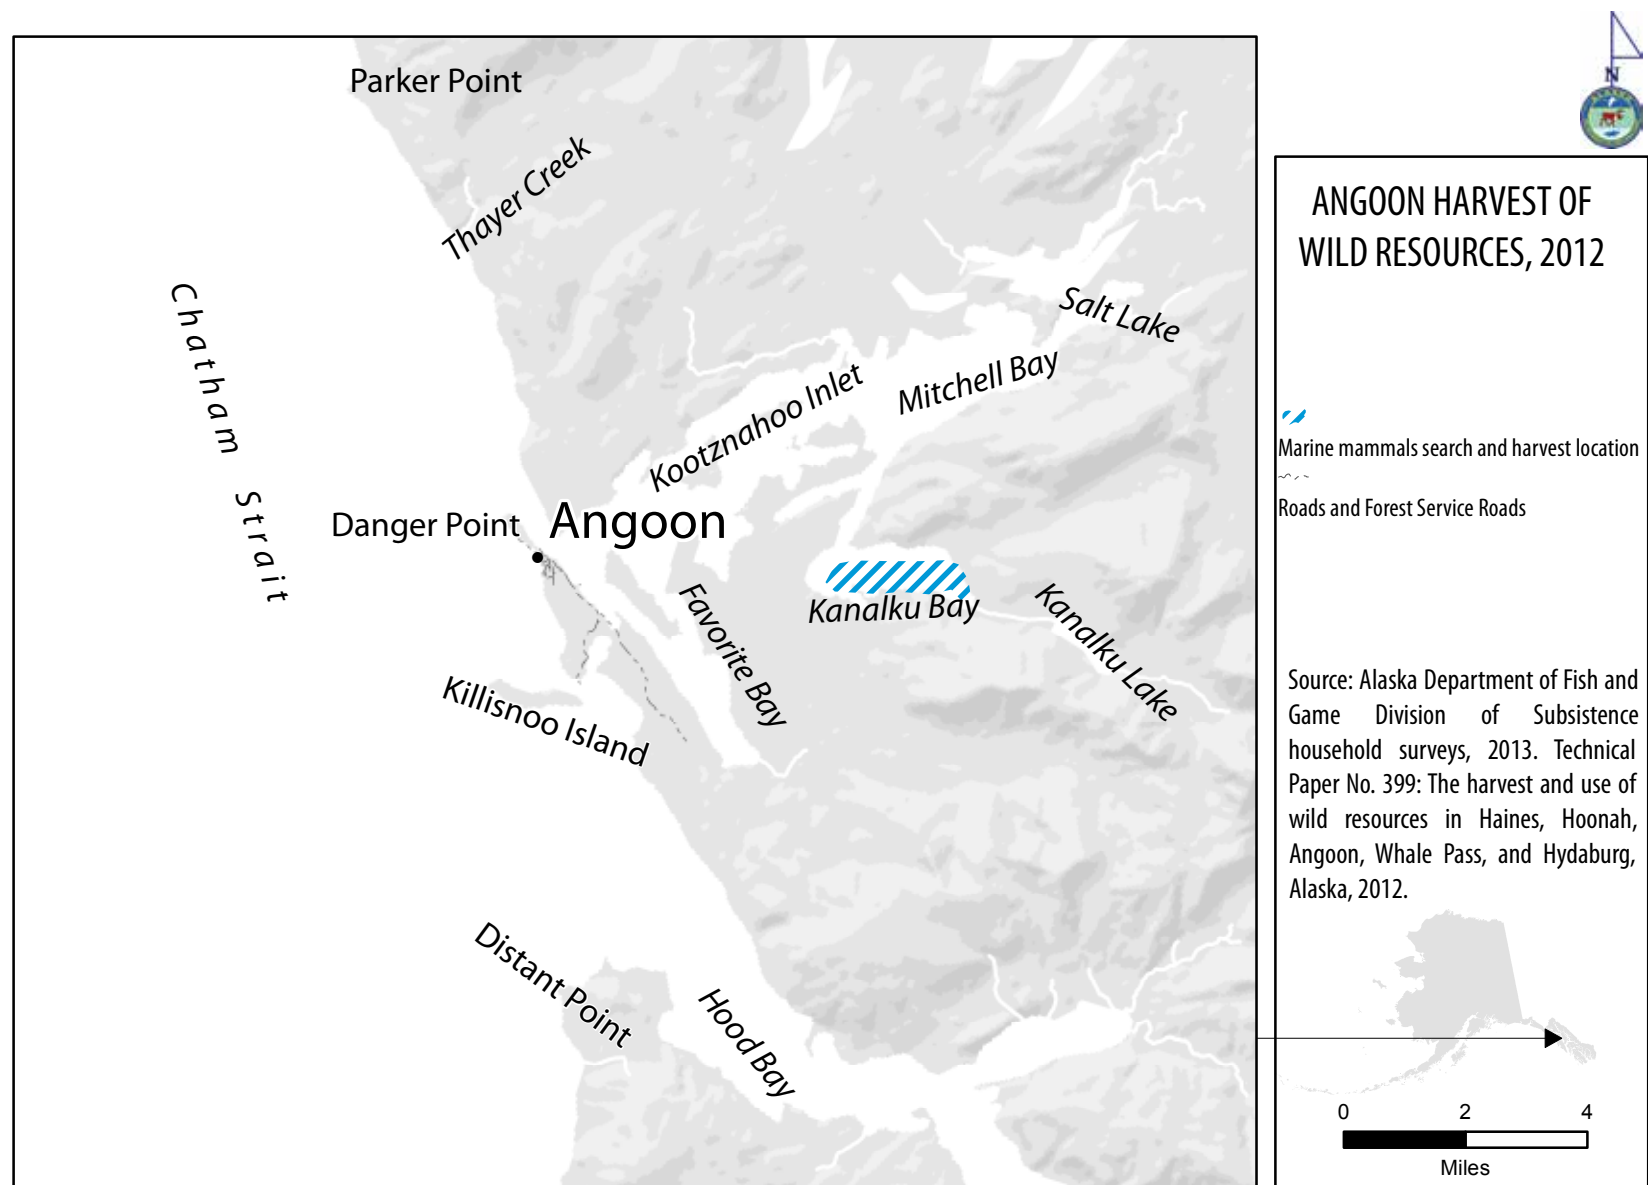 Parker Point
Thayer Creek
Chatham Strait
Salt Lake
Mitchell Bay
Kootznahoo Inlet
Danger Point
Angoon
Kanalku Bay
Kanalku Lake
Favorite Bay
Killisnoo Island
Distant Point
Hood Bay
N
ANGOON HARVEST OF
WILD RESOURCES, 2012
Marine mammals search and harvest location
Roads and Forest Service Roads
Source: Alaska Department of Fish and
Game Division of Subsistence
household surveys, 2013. Technical
Paper No. 399: The harvest and use of
wild resources in Haines, Hoonah,
Angoon, Whale Pass, and Hydaburg,
Alaska, 2012.
0 2 4
Miles